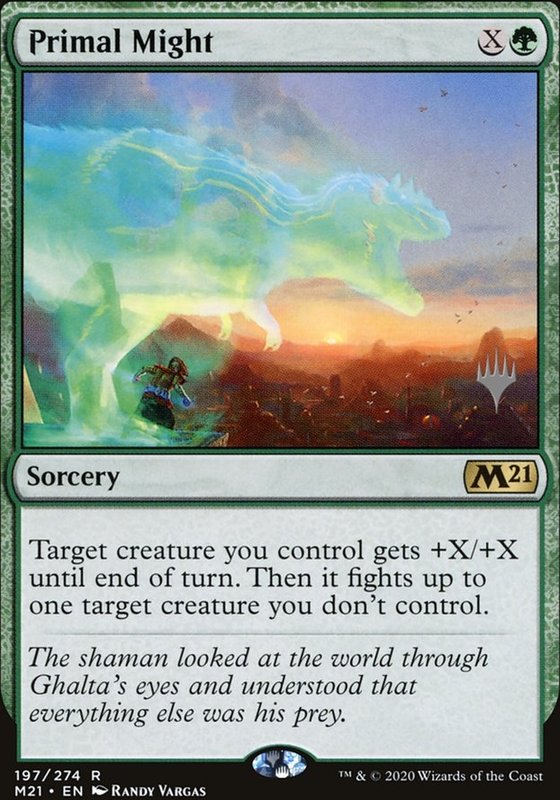 Primal Might X
Sorcery M21
Target creature you control gets +X/+X
until end of turn. Then it fights up to
one target creature you don't control.
The shaman looked at the world through
Ghalta's eyes and understood that
everything else was his prey.
197/274 R
M21 • EN Randy Vargas
™ & © 2020 Wizards of the Coast